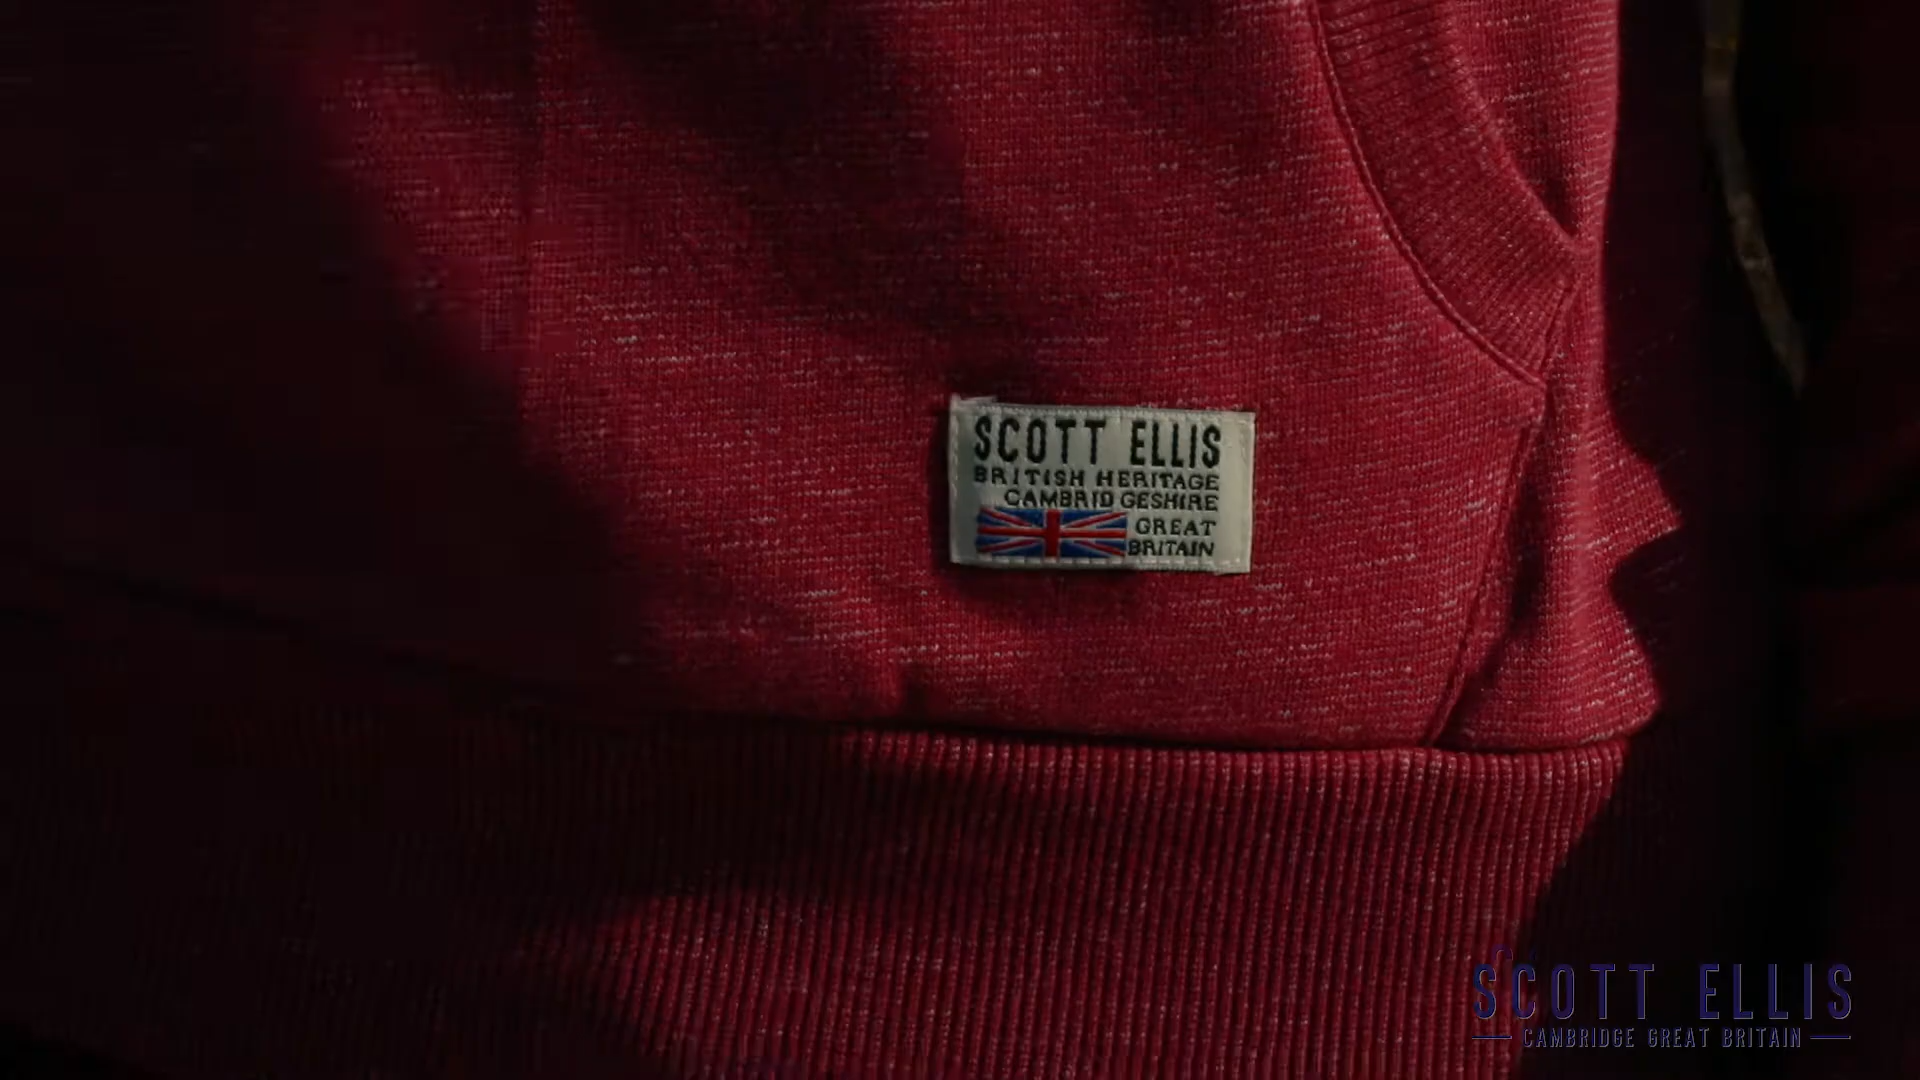 SCOTT ELLIS
BRITISH HERITAGE
CAMBRID GESHIRE
GREAT
BRITAIN
SCOTT ELLIS
CAMBRIDGE GREAT BRITAIN